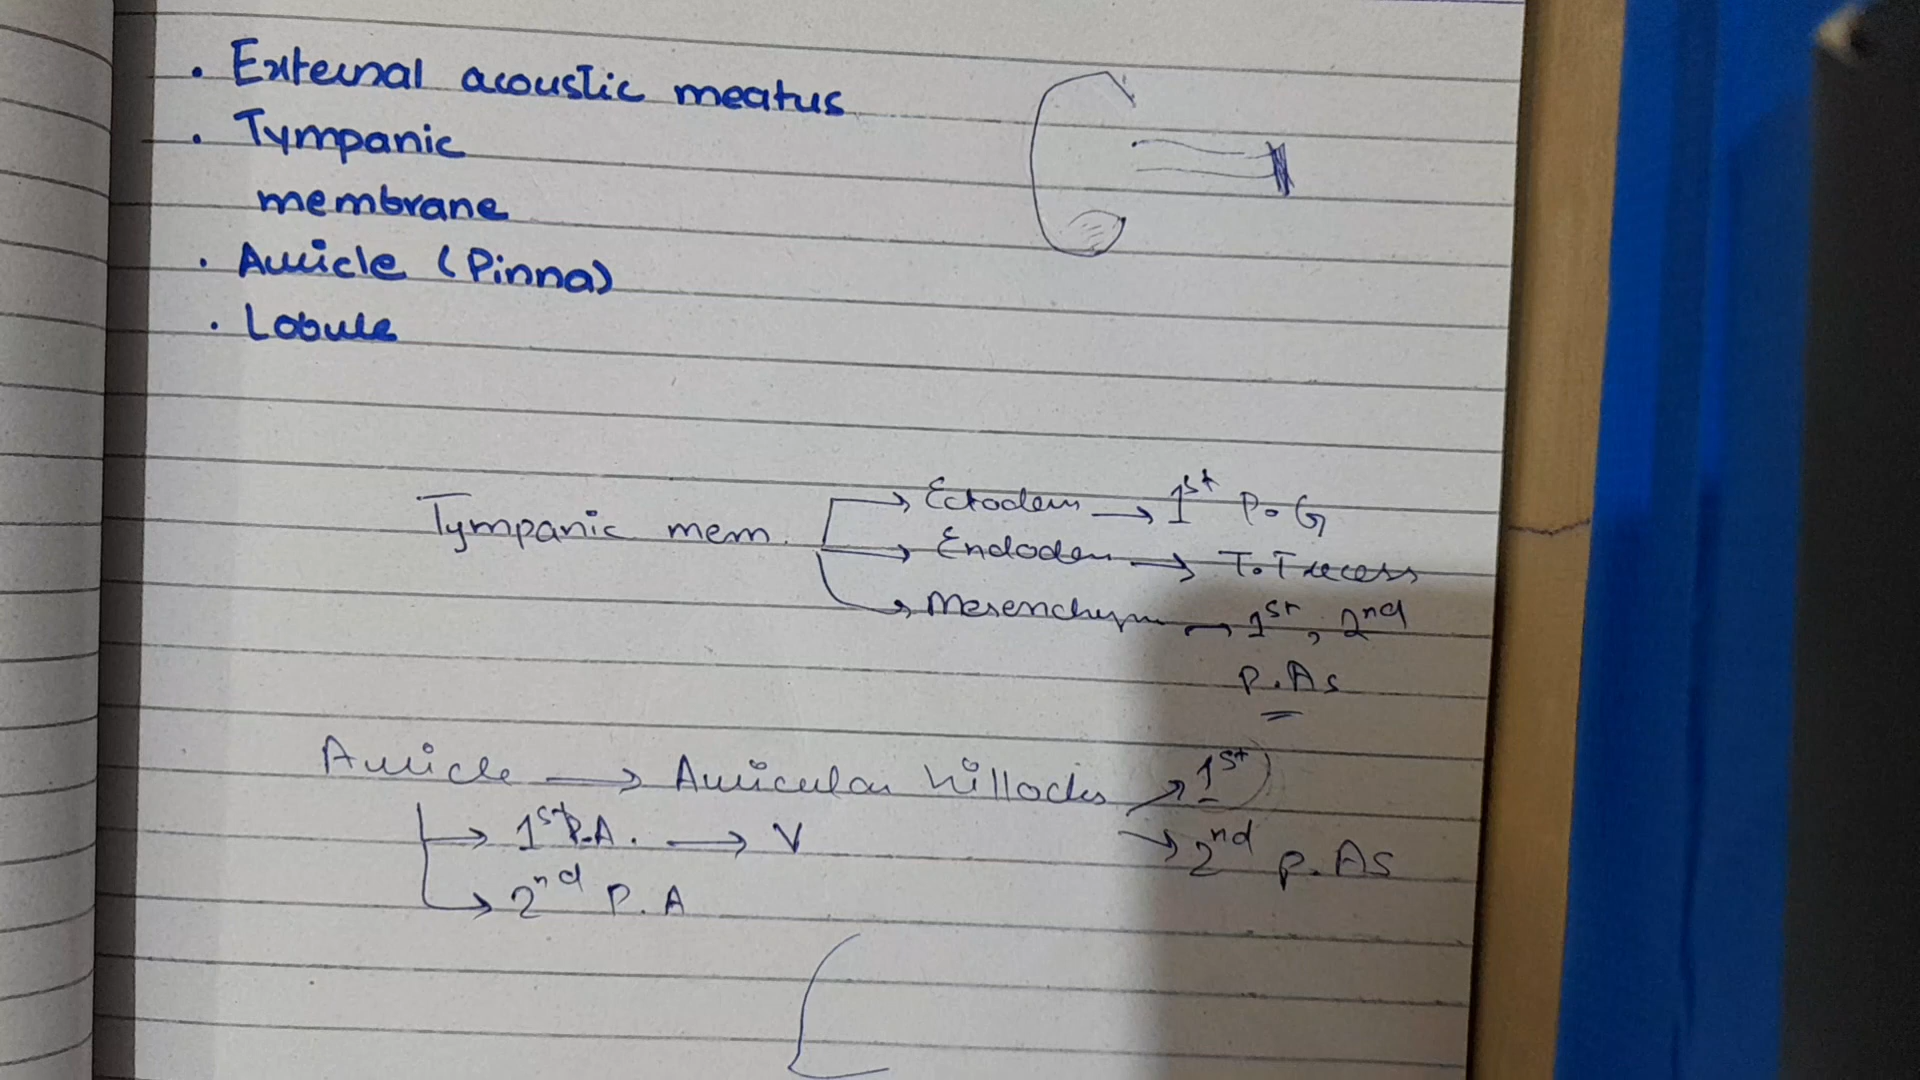 . External acoustic meatus
. Tympanic
membrane
. Auricle (Pinna)
. Lobule
Tympanic mem. → Ectoderm → 1st P.G
→ Endoderm → T.T recess
→ Mesenchym → 1st, 2nd
P.As
Auricle → Auricular hillocks → 1st
→ 1st P.A. → V
→ 2nd P.As
→ 2nd P.A